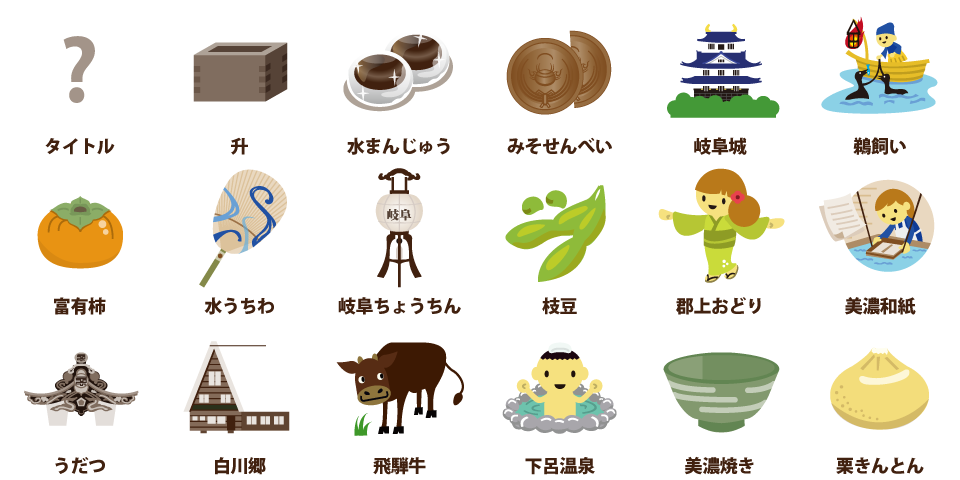 ?
タイトル
升
水まんじゅう
みそせんべい
岐阜城
鵜飼い
岐阜
富有柿
水うちわ
岐阜ちょうちん
枝豆
郡上おどり
美濃和紙
うだつ
白川郷
飛騨牛
下呂温泉
美濃焼き
栗きんとん